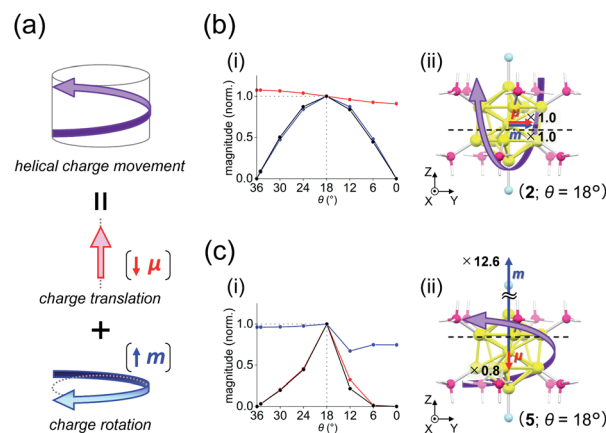 (a)
helical charge movement
=
charge translation
[↓ μ]
+
[↑ m]
charge rotation
(b)
(i)
magnitude (norm.)
1.0
0.5
0.0
36 30 24 18 12 6 0
θ (°)
(ii)
μ
×1.0
m
×1.0
Z
X Y
(2; θ = 18°)
(c)
(i)
magnitude (norm.)
1.0
0.5
0
36 30 24 18 12 6 0
θ (°)
(ii)
×12.6
m
μ
×0.8
Z
X Y
(5; θ = 18°)